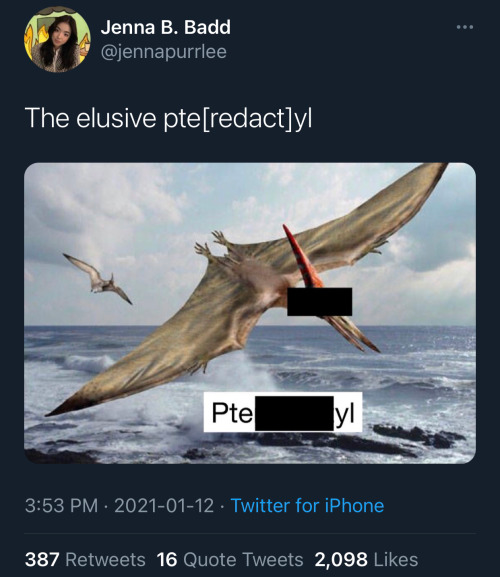 Jenna B. Badd
@jennapurrlee
The elusive pte[redact]yl
Pte yl
3:53 PM · 2021-01-12 · Twitter for iPhone
387 Retweets 16 Quote Tweets 2,098 Likes